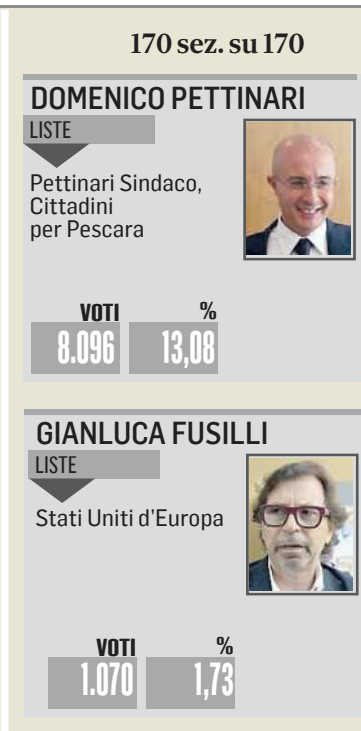 170 sez. su 170
DOMENICO PETTINARI
LISTE
Pettinari Sindaco,
Cittadini
per Pescara
VOTI %
8.096 13,08
GIANLUCA FUSILLI
LISTE
Stati Uniti d'Europa
VOTI %
1.070 1,73